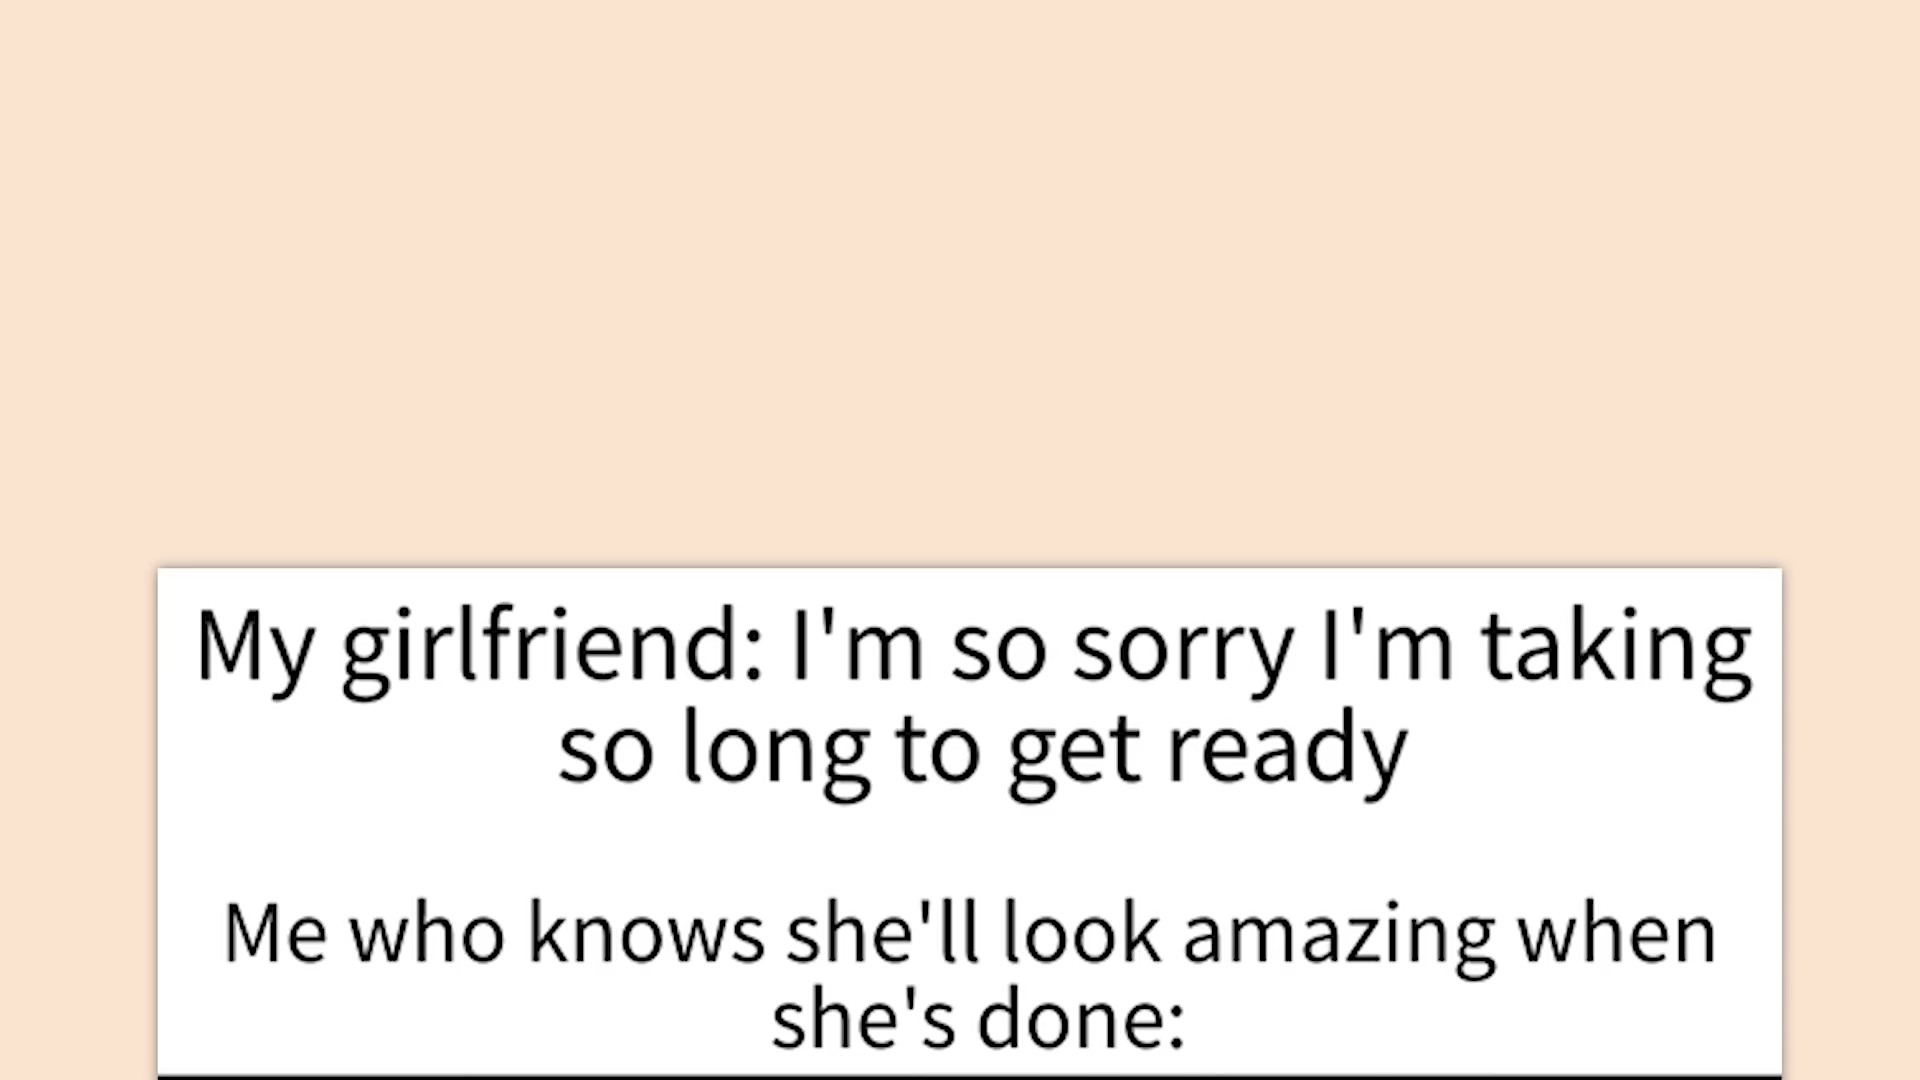 My girlfriend: I'm so sorry I'm taking
so long to get ready
Me who knows she'll look amazing when
she's done: